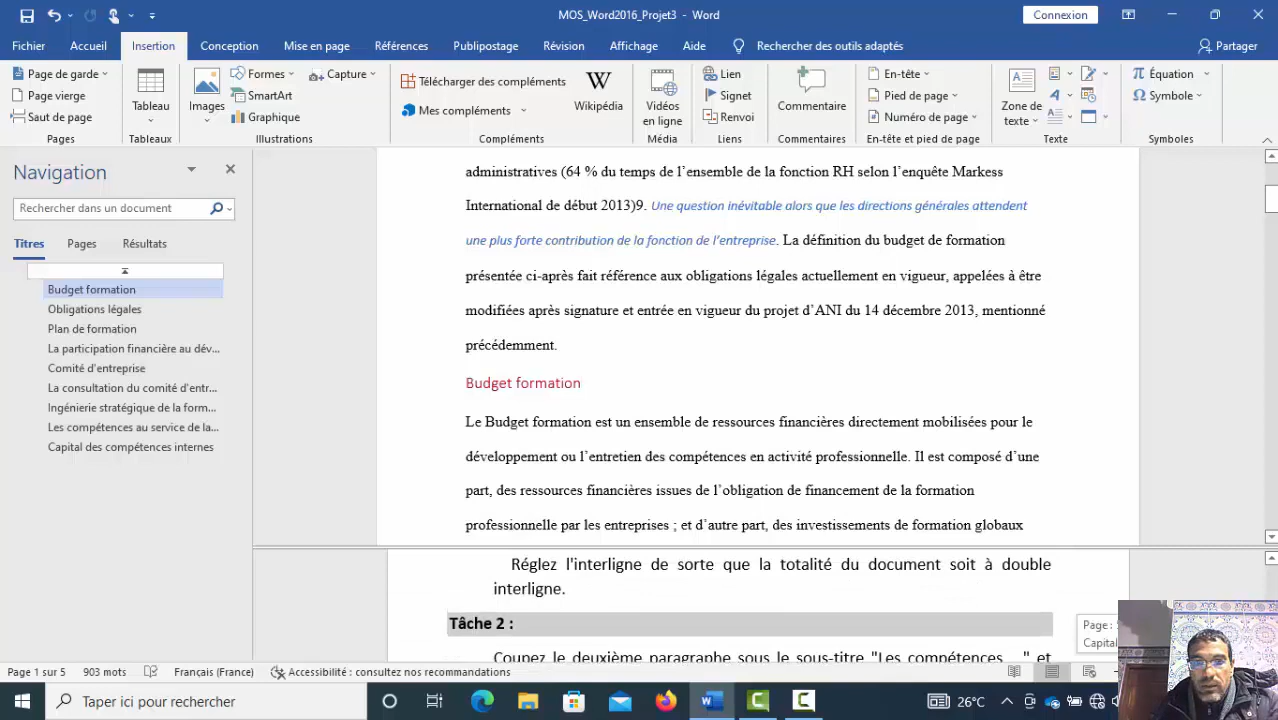 MOS_Word2016_Projet3 - Word
Connexion
Fichier Accueil Insertion Conception Mise en page Références Publipostage Révision Affichage Aide Rechercher des outils adaptés Partager
Page de garde
Page vierge
Saut de page
Pages
Tableau
Tableaux
Images
Formes
SmartArt
Graphique
Capture
Illustrations
Télécharger des compléments
Mes compléments
Wikipédia
Compléments
Vidéos
en ligne
Média
Lien
Signet
Renvoi
Liens
Commentaire
Commentaires
En-tête
Pied de page
Numéro de page
En-tête et pied de page
Zone de
texte
Texte
Équation
Symbole
Symboles
Navigation
Rechercher dans un document
Titres Pages Résultats
Budget formation
Obligations légales
Plan de formation
La participation financière au dév...
Comité d'entreprise
La consultation du comité d'entr...
Ingénierie stratégique de la form...
Les compétences au service de la...
Capital des compétences internes
administratives (64 % du temps de l'ensemble de la fonction RH selon l'enquête Markess
International de début 2013)9. Une question inévitable alors que les directions générales attendent
une plus forte contribution de la fonction de l'entreprise. La définition du budget de formation
présentée ci-après fait référence aux obligations légales actuellement en vigueur, appelées à être
modifiées après signature et entrée en vigueur du projet d'ANI du 14 décembre 2013, mentionné
précédemment.
Budget formation
Le Budget formation est un ensemble de ressources financières directement mobilisées pour le
développement ou l'entretien des compétences en activité professionnelle. Il est composé d'une
part, des ressources financières issues de l'obligation de financement de la formation
professionnelle par les entreprises ; et d'autre part, des investissements de formation globaux
Réglez l'interligne de sorte que la totalité du document soit à double
interligne.
Tâche 2 :
Coupez le deuxième paragraphe sous le sous-titre "Les compétences... " et
Page :
Capital
Page 1 sur 5 903 mots Français (France) Accessibilité : consultez nos recommandations
Taper ici pour rechercher
26°C